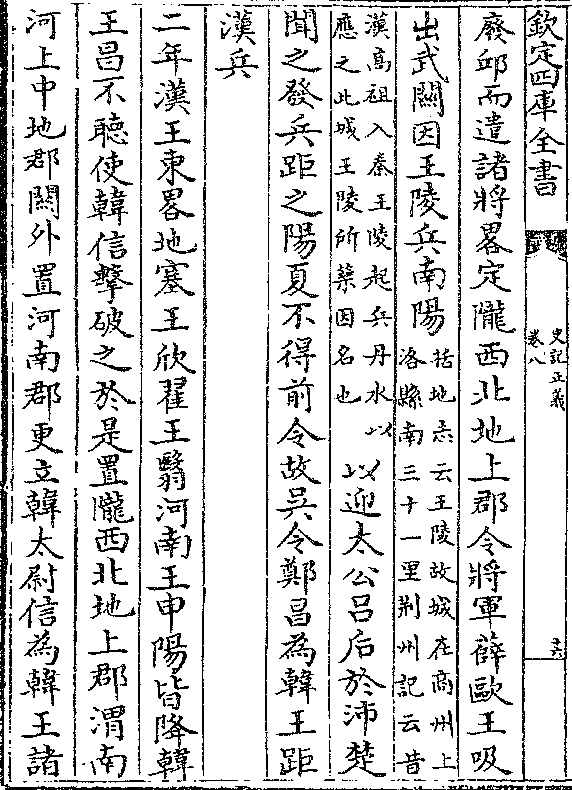 欽定四庫全書
史記正義
卷八
十六
廢邱而遣諸將畧定隴西北地上郡令將軍薛歐王吸
出武關因王陵兵南陽
括地志云王陵故城在商州上
洛縣南三十一里荆州記云昔
漢髙祖入秦王陵起兵丹水以
應之此城王陵所築因名也
以迎太公吕后於沛楚
聞之發兵距之陽夏不得前令故吳令鄭昌為韓王距
漢兵
二年漢王東畧地塞王欣翟王翳河南王申陽皆降韓
王昌不聽使韓信擊破之於是置隴西北地上郡渭南
河上中地郡關外置河南郡更立韓太尉信為韓王諸